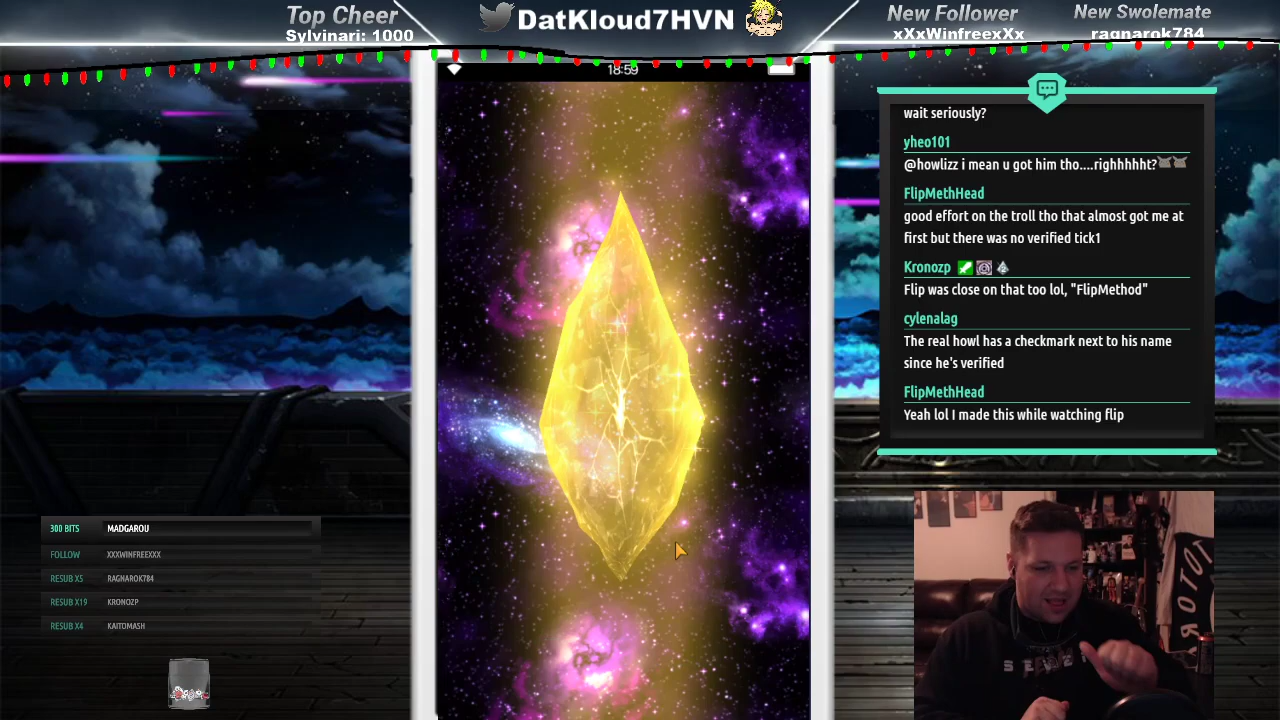 Top Cheer
Sylvinari: 1000
DatKloud7HVN
New Follower
xXxWinfreexXx
New Swolemate
ragnarok784
18:59
wait seriously?
yheo101
@howlizz i mean u got him tho....righhhhht?
FlipMethHead
good effort on the troll tho that almost got me at
first but there was no verified tick1
Kronozp
Flip was close on that too lol, "FlipMethod"
cylenalag
The real howl has a checkmark next to his name
since he's verified
FlipMethHead
Yeah lol I made this while watching flip
300 BITS MADGAROU
FOLLOW XXXWINFREEXXX
RESUB X5 RAGNAROK784
RESUB X19 KRONOZP
RESUB X4 KAITOMASH